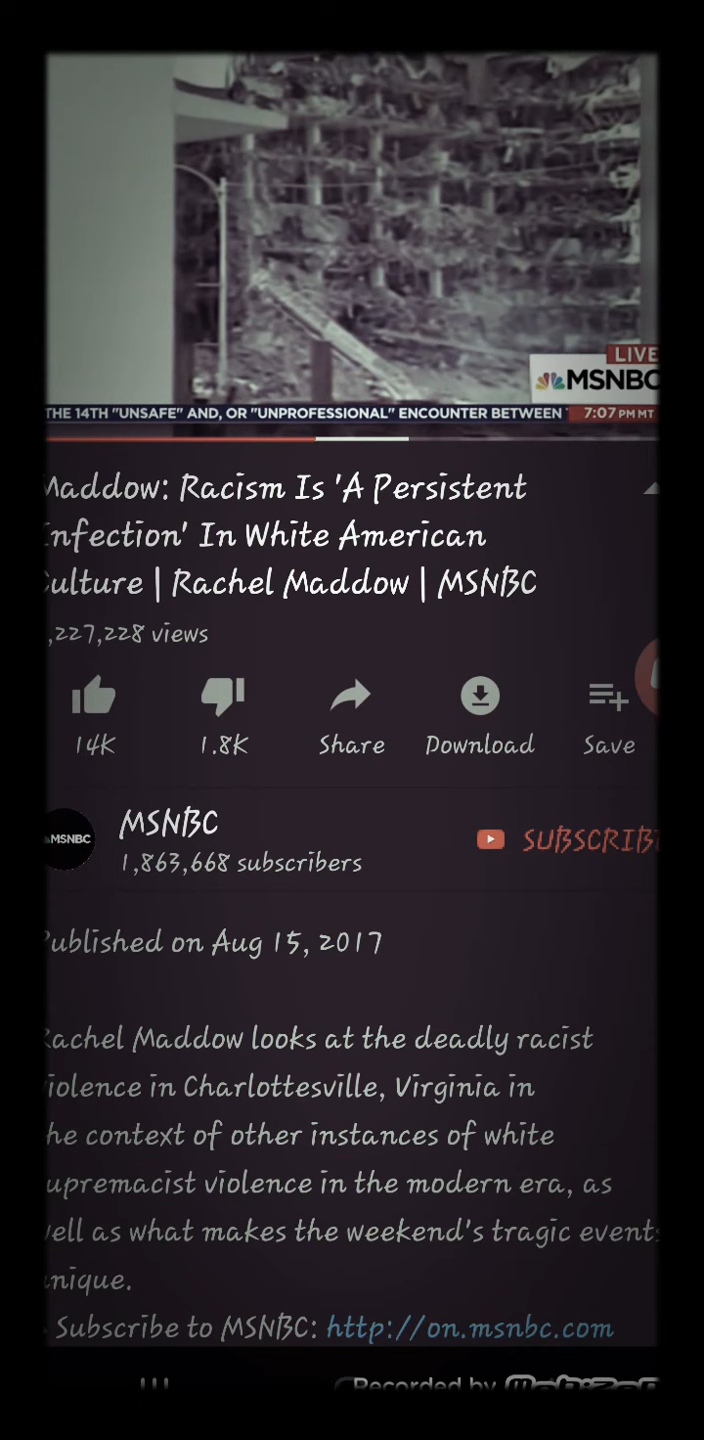 LIVE
MSNBC
THE 14TH "UNSAFE" AND, OR "UNPROFESSIONAL" ENCOUNTER BETWEEN
7:07 PM MT
Maddow: Racism Is 'A Persistent
Infection' In White American
Culture | Rachel Maddow | MSNBC
,227,228 views
14K
1.8K
Share
Download
Save
MSNBC
MSNBC
SUBSCRIBE
1,863,668 subscribers
Published on Aug 15, 2017
Rachel Maddow looks at the deadly racist
violence in Charlottesville, Virginia in
the context of other instances of white
supremacist violence in the modern era, as
well as what makes the weekend's tragic events
unique.
Subscribe to MSNBC: http://on.msnbc.com
Recorded by